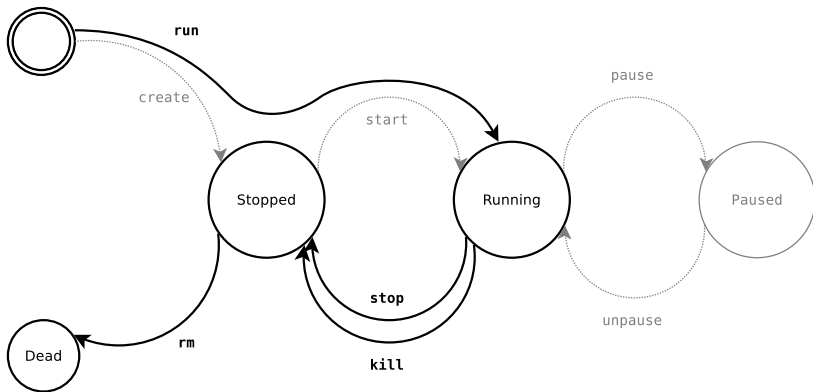 run
pause
create
start
Stopped
Running
Paused
stop
unpause
rm
Dead
kill